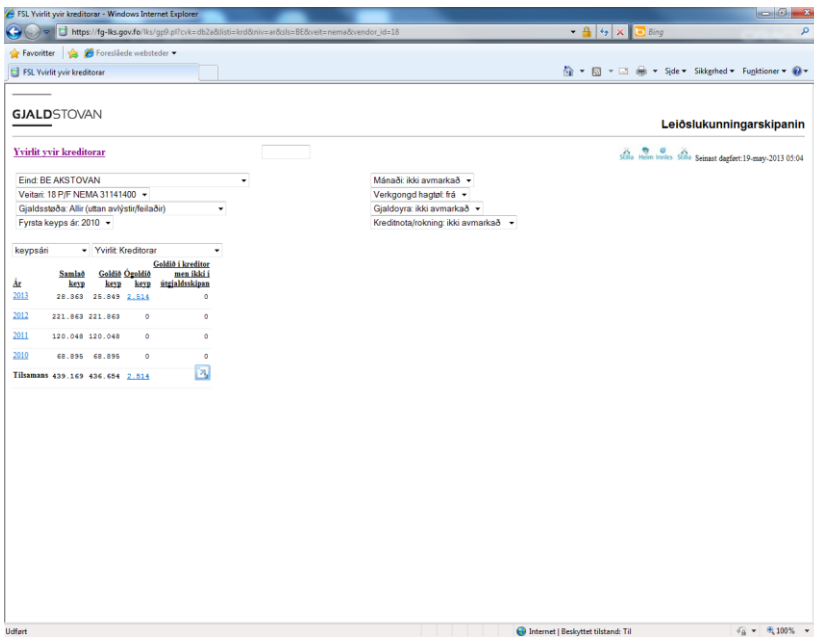 FSL Yvirlit yvir kreditorar - Windows Internet Explorer
https://fg-lks.gov.fo/lks/gp9.pl?cvk=db2a&listi=krd&niv=ar&sls=BE&veit=nema&vendor_id=18
Bing
Favoritter
Foreslåede websteder
FSL Yvirlit yvir kreditorar
Side Sikkerhed Funktioner
GJALDSTOVAN
Leiðslukunningarskipanin
Yvirlit yvir kreditorar
Stilla Heim Innles Stilla Seinast dagført:19-may-2013 05:04
Eind: BE AKSTOVAN
Mánaði: ikki avmarkað
Veitari: 18 P/F NEMA 31141400
Verkgongd hagtøl: frá
Gjaldsstøða: Allir (uttan avlýstir/feilaðir)
Gjaldoyra: ikki avmarkað
Fyrsta keyps ár: 2010
Kreditnota/rokning: ikki avmarkað
keypsári Yvirlit: Kreditorar
Ár Samlað keyp Goldið keyp Ógoldið keyp Goldið í kreditor men ikki í útgjaldsskipan
2013 28.363 25.849 2.514 0
2012 221.863 221.863 0 0
2011 120.048 120.048 0 0
2010 68.895 68.895 0 0
Tilsamans 439.169 436.654 2.514
Udført
Internet | Beskyttet tilstand: Til
100%